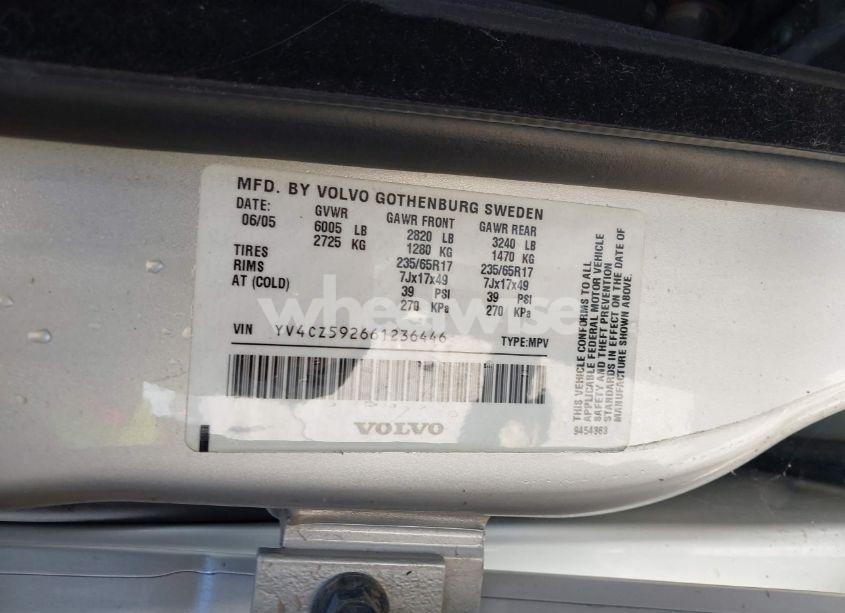 MFD. BY VOLVO GOTHENBURG SWEDEN
DATE: GVWR GAWR FRONT GAWR REAR
06/05 6005 LB 2820 LB 3240 LB
2725 KG 1280 KG 1470 KG
TIRES 235/65R17 235/65R17
RIMS 7Jx17x49 7Jx17x49
AT (COLD) 39 PSI 39 PSI
270 KPa 270 KPa
wheelwise
VIN YV4CZ592661236446 TYPE:MPV
VOLVO
THIS VEHICLE CONFORMS TO ALL
APPLICABLE FEDERAL MOTOR VEHICLE
SAFETY AND THEFT PREVENTION
STANDARDS IN EFFECT ON THE DATE OF
MANUFACTURE SHOWN ABOVE.
9454363